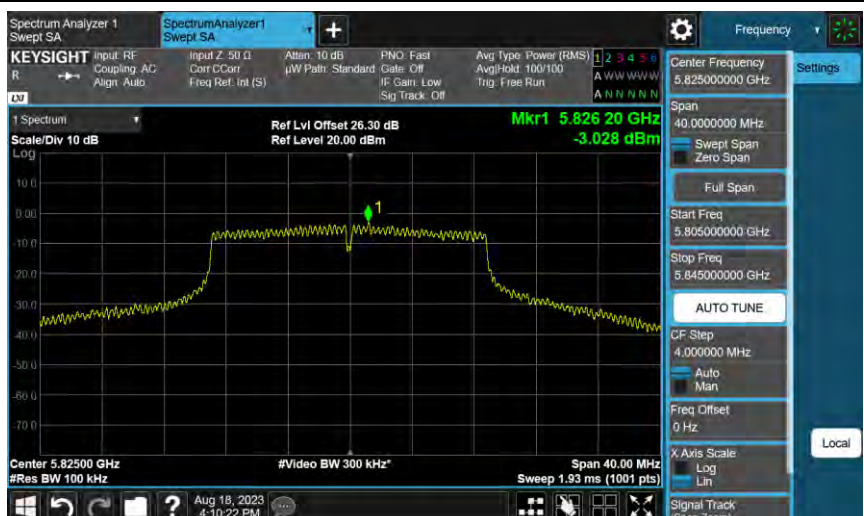 Spectrum Analyzer 1
Swept SA
SpectrumAnalyzer1
Swept SA
Frequency
KEYSIGHT
R
LXI
Input: RF
Coupling: AC
Align: Auto
Input Z: 50 Ω
Corr CCorr
Freq Ref: Int (S)
Atten: 10 dB
µW Path: Standard
PNO: Fast
Gate: Off
IF Gain: Low
Sig Track: Off
Avg Type: Power (RMS)
Avg|Hold: 100/100
Trig: Free Run
1 2 3 4 5 6
A W W W W W
A N N N N N
1 Spectrum
Scale/Div 10 dB
Log
Ref Lvl Offset 26.30 dB
Ref Level 20.00 dBm
Mkr1 5.826 20 GHz
-3.028 dBm
1
10.0
0.00
-10.0
-20.0
-30.0
-40.0
-50.0
-60.0
-70.0
Center 5.82500 GHz
#Res BW 100 kHz
#Video BW 300 kHz*
Span 40.00 MHz
Sweep 1.93 ms (1001 pts)
Center Frequency
5.825000000 GHz
Settings
Span
40.0000000 MHz
Swept Span
Zero Span
Full Span
Start Freq
5.805000000 GHz
Stop Freq
5.845000000 GHz
AUTO TUNE
CF Step
4.000000 MHz
Auto
Man
Freq Offset
0 Hz
X Axis Scale
Log
Lin
Local
Signal Track
?
Aug 18, 2023
4:10:22 PM